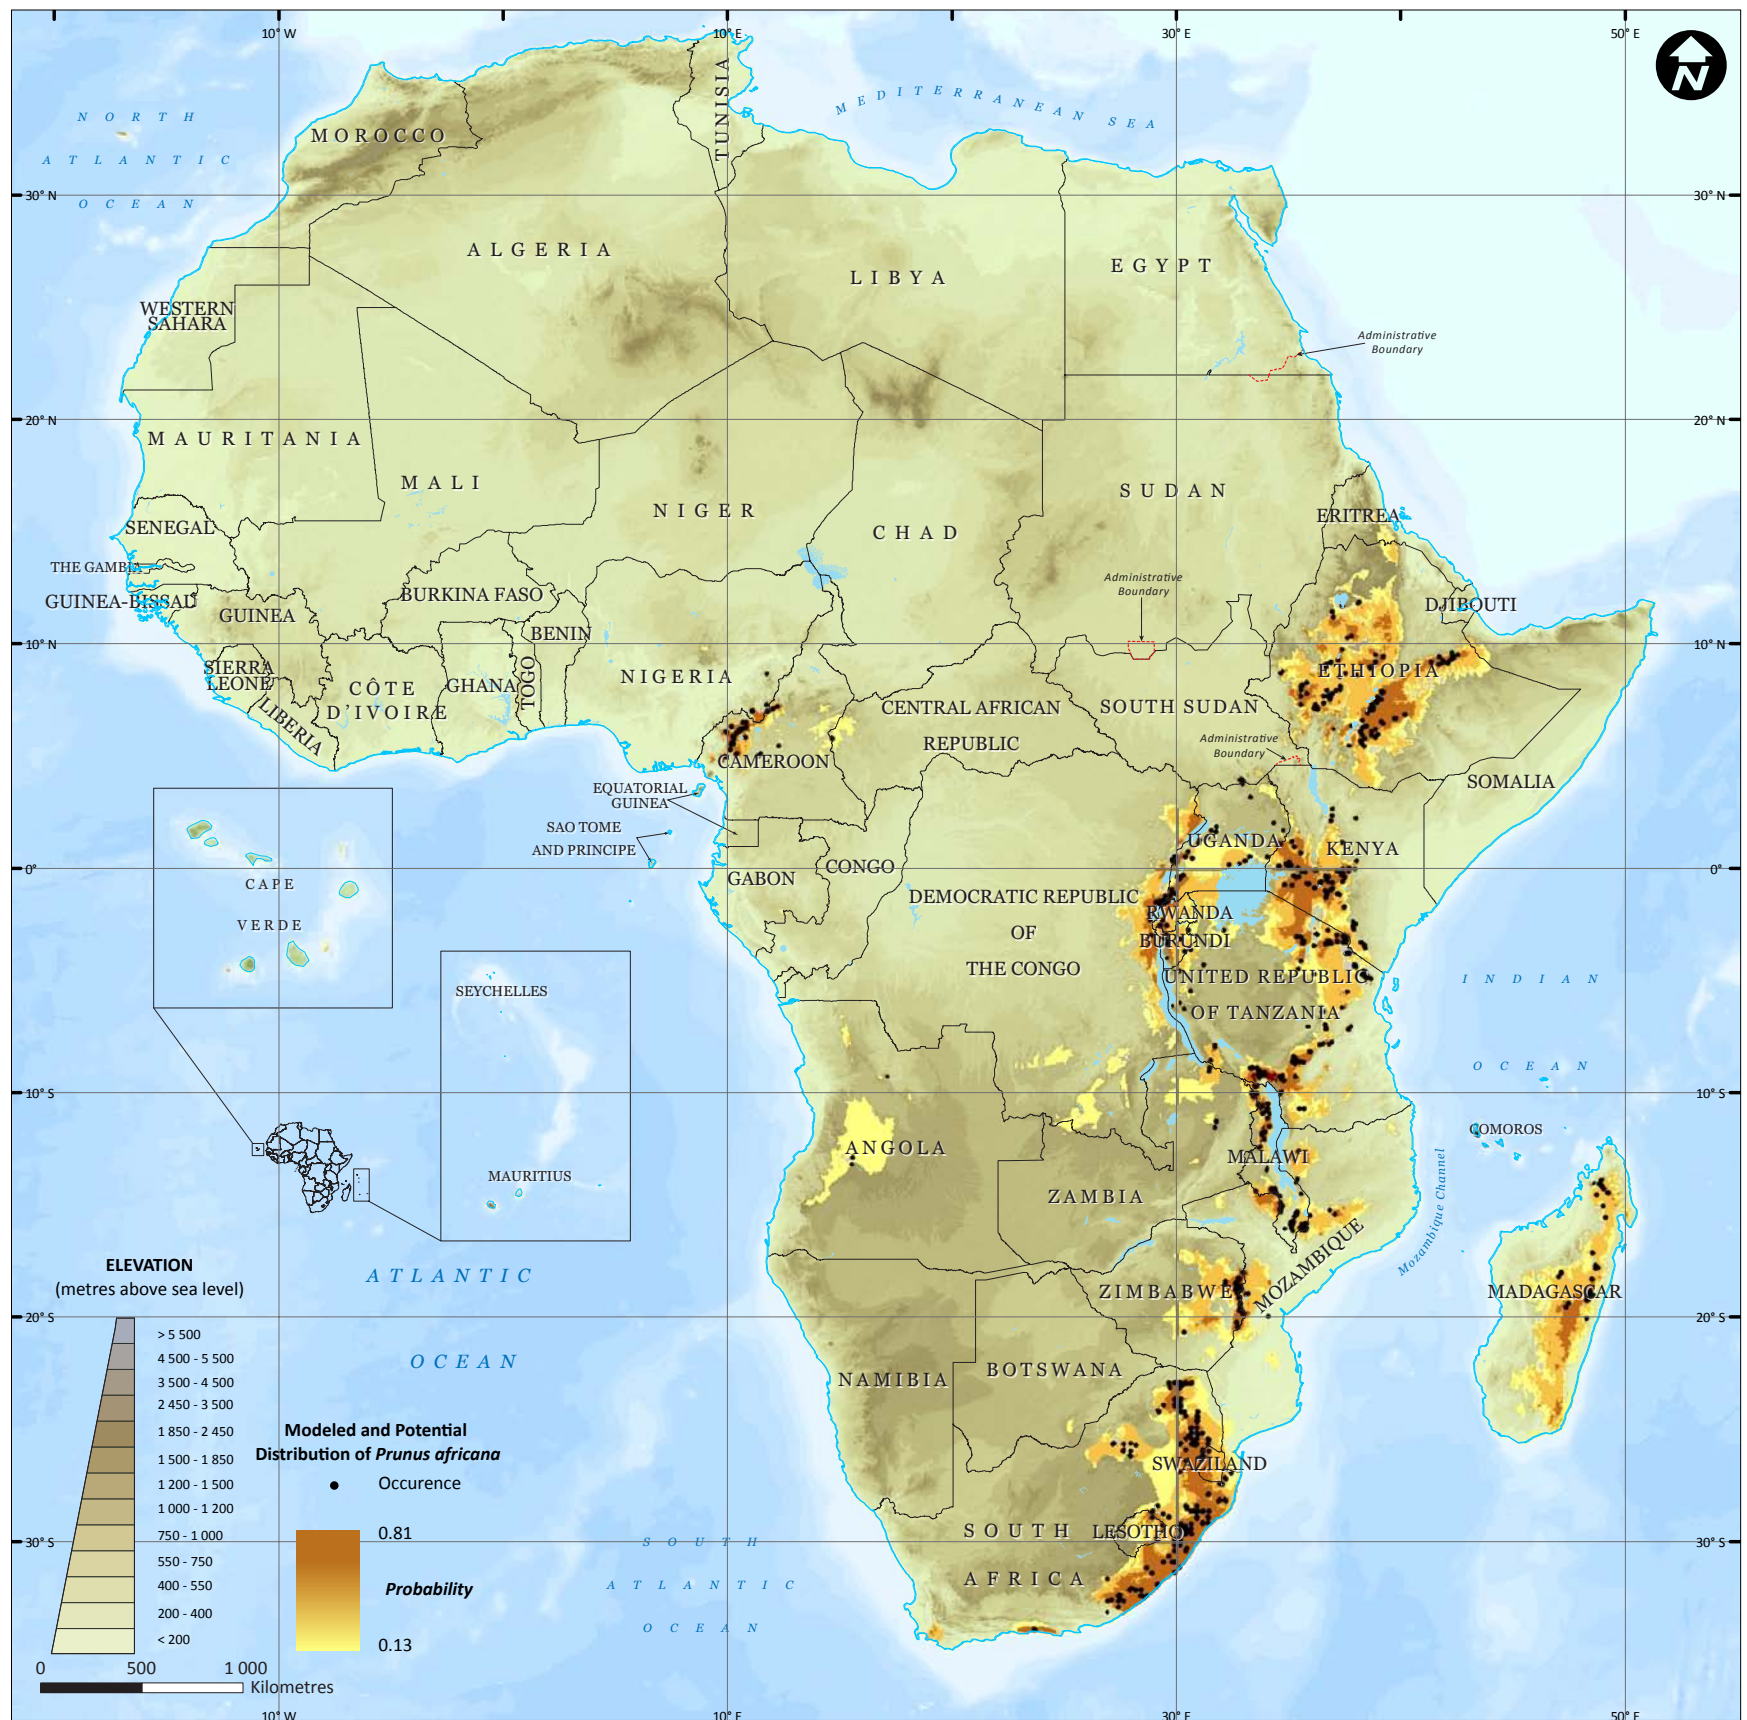 10° W
10° E
30° E
50° E
N
MEDITERRANEAN SEA
NORTH
ATLANTIC
OCEAN
MOROCCO
TUNISIA
30° N
30° N
ALGERIA
LIBYA
EGYPT
WESTERN
SAHARA
Administrative
Boundary
20° N
20° N
MAURITANIA
MALI
NIGER
CHAD
SUDAN
ERITREA
SENEGAL
THE GAMBIA
GUINEA-BISSAU
GUINEA
BURKINA FASO
BENIN
Administrative
Boundary
DJIBOUTI
10° N
10° N
SIERRA
LEONE
LIBERIA
CÔTE
D'IVOIRE
GHANA
TOGO
NIGERIA
ETHIOPIA
CENTRAL AFRICAN
REPUBLIC
SOUTH SUDAN
Administrative
Boundary
CAMEROON
SOMALIA
EQUATORIAL
GUINEA
SAO TOME
AND PRINCIPE
UGANDA
KENYA
0°
0°
GABON
CONGO
DEMOCRATIC REPUBLIC
OF
THE CONGO
RWANDA
BURUNDI
UNITED REPUBLIC
OF TANZANIA
CAPE
VERDE
SEYCHELLES
MAURITIUS
INDIAN
OCEAN
10° S
10° S
COMOROS
ANGOLA
MALAWI
ZAMBIA
Mozambique Channel
MOZAMBIQUE
ZIMBABWE
MADAGASCAR
ATLANTIC
OCEAN
20° S
20° S
NAMIBIA
BOTSWANA
SWAZILAND
SOUTH
AFRICA
LESOTHO
30° S
30° S
SOUTH
ATLANTIC
OCEAN
ELEVATION
(metres above sea level)
> 5 500
4 500 - 5 500
3 500 - 4 500
2 450 - 3 500
1 850 - 2 450
1 500 - 1 850
1 200 - 1 500
1 000 - 1 200
750 - 1 000
550 - 750
400 - 550
200 - 400
< 200
Modeled and Potential
Distribution of Prunus africana
Occurence
0.81
Probability
0.13
0 500 1 000
Kilometres
10° W
10° E
30° E
50° E